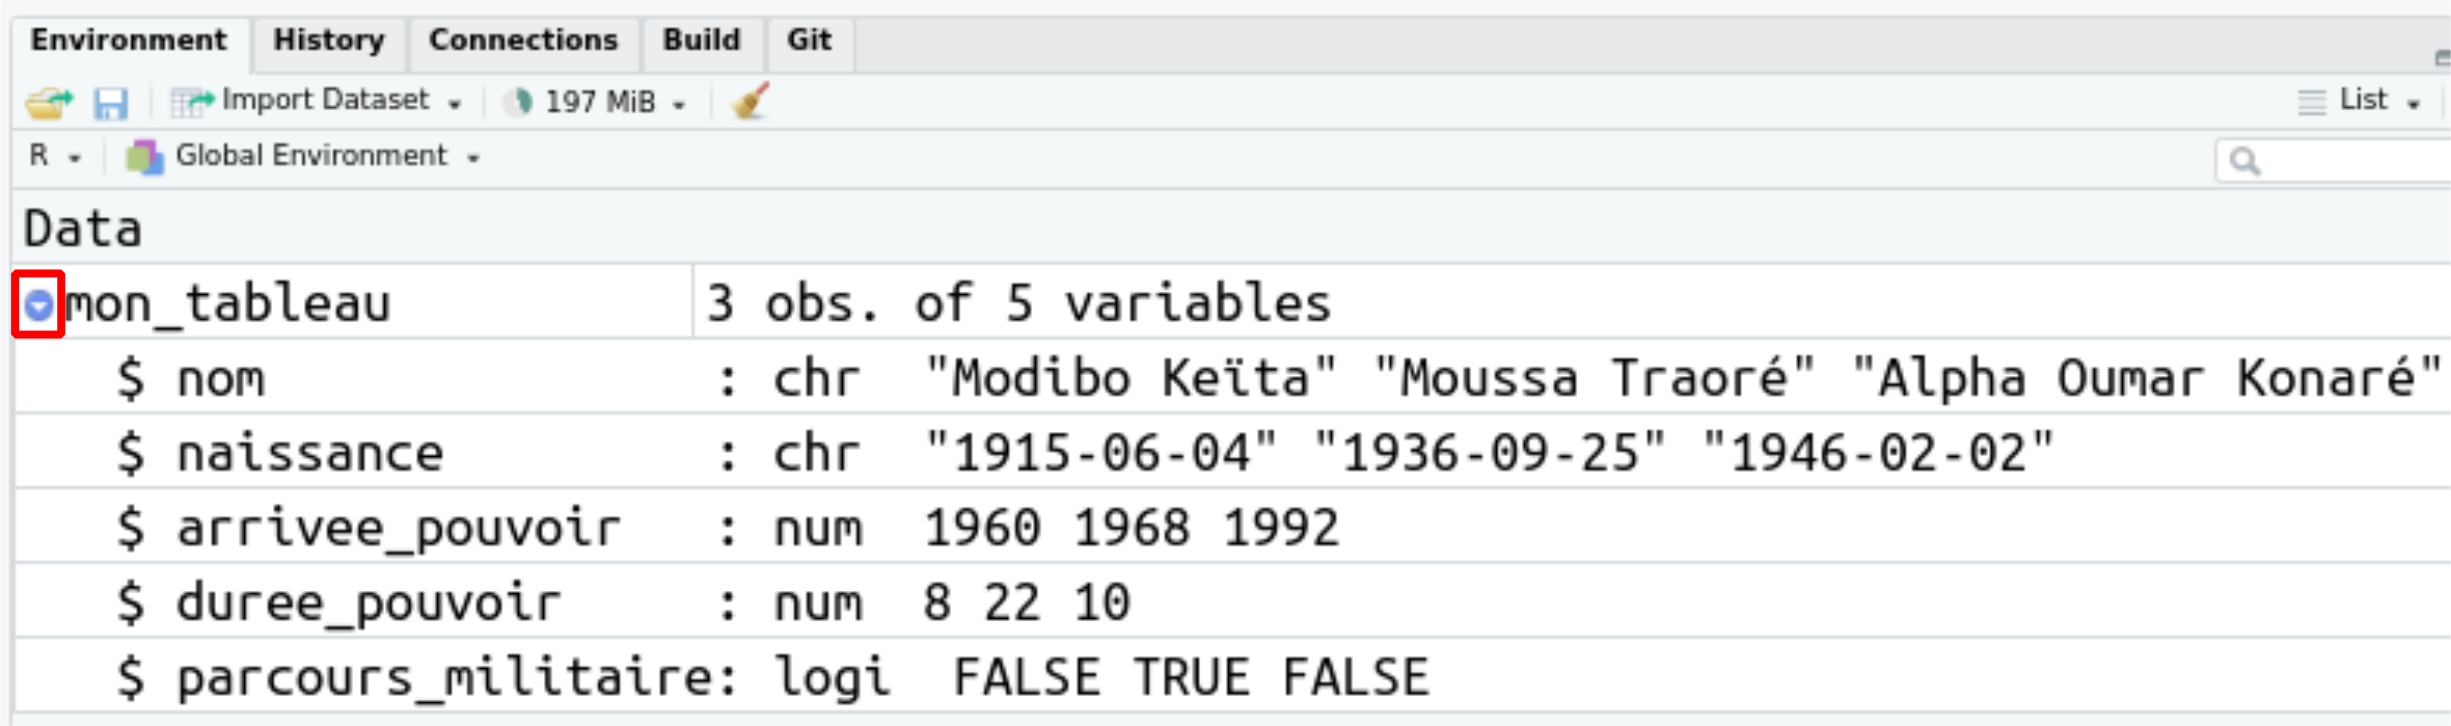 Environment History Connections Build Git
Import Dataset 197 MiB List
R Global Environment
Data
mon_tableau 3 obs. of 5 variables
$ nom : chr "Modibo Keïta" "Moussa Traoré" "Alpha Oumar Konaré"
$ naissance : chr "1915-06-04" "1936-09-25" "1946-02-02"
$ arrivee_pouvoir : num 1960 1968 1992
$ duree_pouvoir : num 8 22 10
$ parcours_militaire: logi FALSE TRUE FALSE